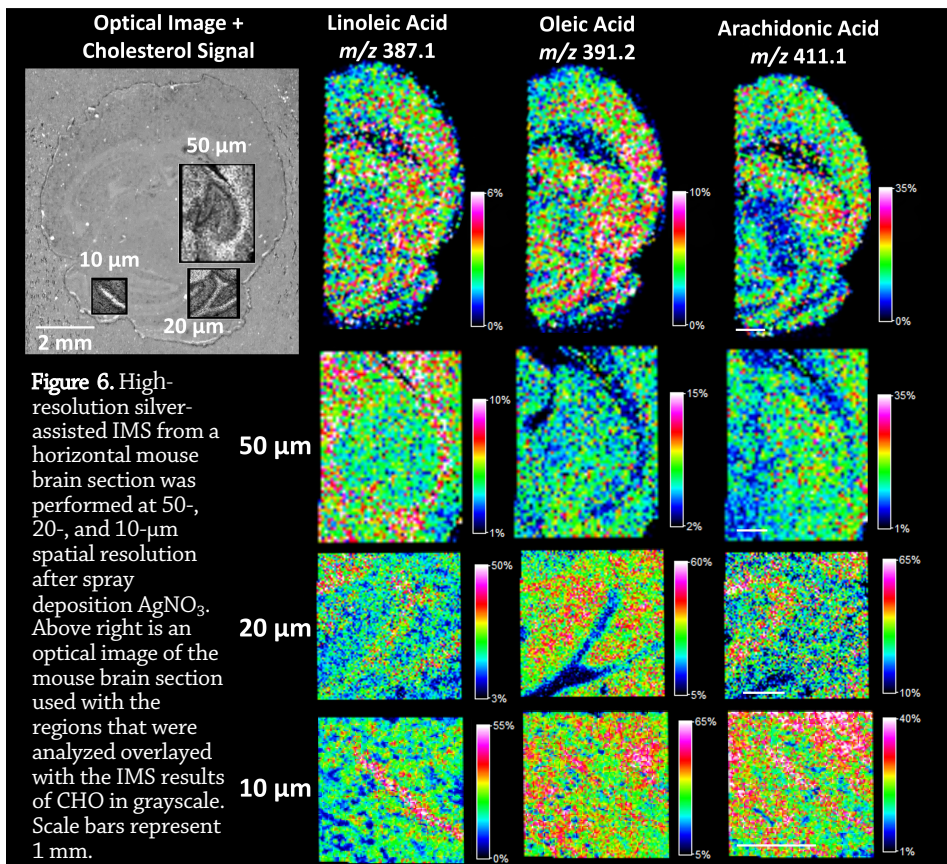 Optical Image +
Cholesterol Signal
Linoleic Acid
m/z 387.1
Oleic Acid
m/z 391.2
Arachidonic Acid
m/z 411.1
50 µm
10 µm
20 µm
2 mm
6%
0%
10%
0%
35%
0%
Figure 6. High-
resolution silver-
assisted IMS from a
horizontal mouse
brain section was
performed at 50-,
20-, and 10-µm
spatial resolution
after spray
deposition AgNO₃.
Above right is an
optical image of the
mouse brain section
used with the
regions that were
analyzed overlayed
with the IMS results
of CHO in grayscale.
Scale bars represent
1 mm.
50 µm
10%
1%
15%
2%
35%
1%
20 µm
50%
3%
60%
5%
65%
10%
10 µm
55%
0%
65%
5%
40%
1%